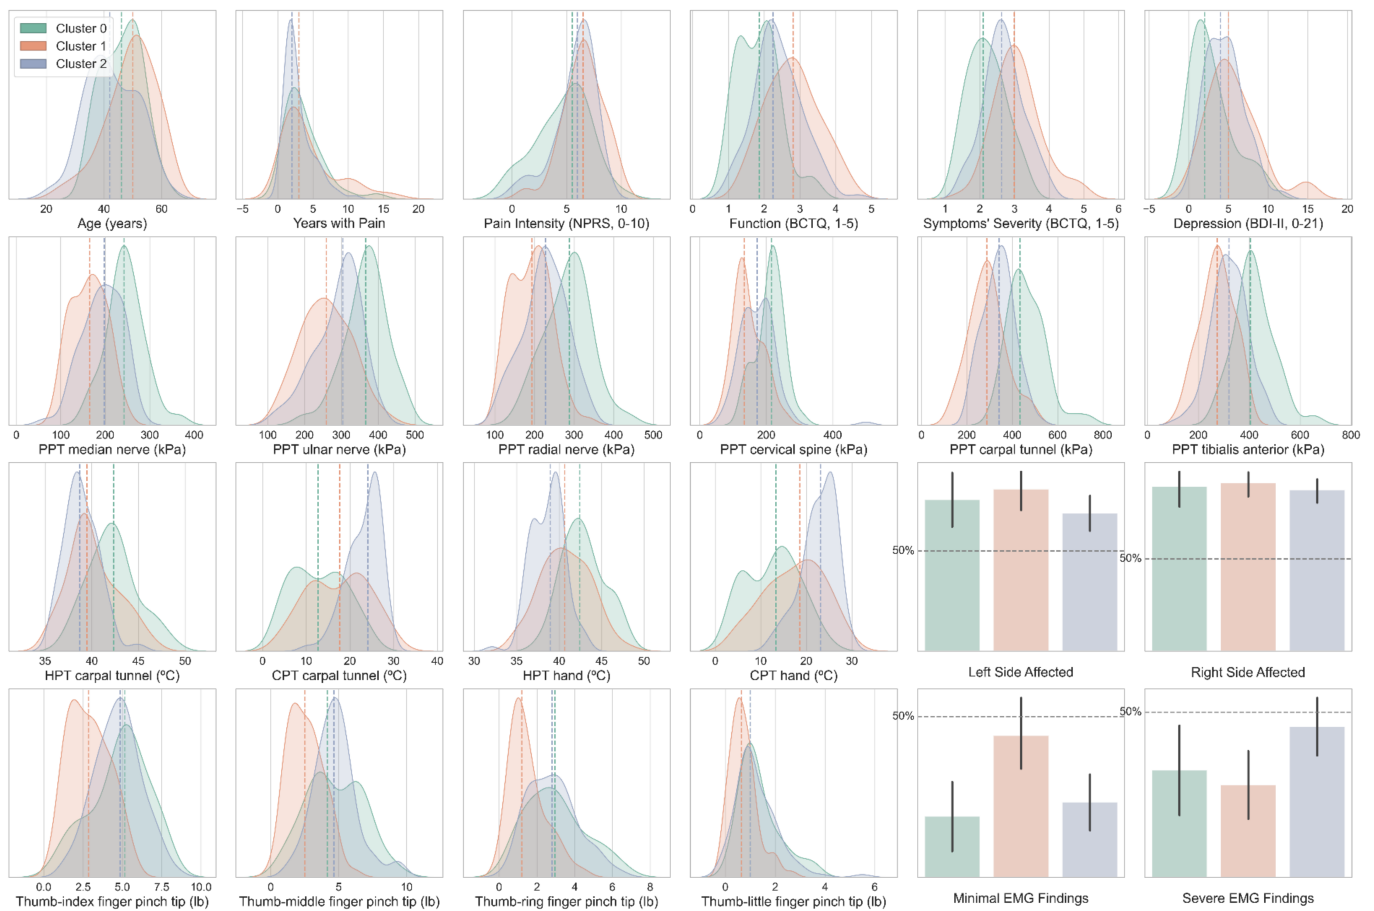 Cluster 0
Cluster 1
Cluster 2
20 40 60
Age (years)
−5 0 5 10 15 20
Years with Pain
0 5 10
Pain Intensity (NPRS, 0-10)
0 1 2 3 4 5
Function (BCTQ, 1-5)
1 2 3 4 5 6
Symptoms' Severity (BCTQ, 1-5)
−5 0 5 10 15 20
Depression (BDI-II, 0-21)
0 100 200 300 400
PPT median nerve (kPa)
100 200 300 400 500
PPT ulnar nerve (kPa)
100 200 300 400 500
PPT radial nerve (kPa)
0 200 400
PPT cervical spine (kPa)
0 200 400 600 800
PPT carpal tunnel (kPa)
0 200 400 600 800
PPT tibialis anterior (kPa)
35 40 45 50
HPT carpal tunnel (ºC)
0 10 20 30 40
CPT carpal tunnel (ºC)
30 35 40 45 50
HPT hand (ºC)
0 10 20 30
CPT hand (ºC)
50%
Left Side Affected
50%
Right Side Affected
0.0 2.5 5.0 7.5 10.0
Thumb-index finger pinch tip (lb)
0 5 10
Thumb-middle finger pinch tip (lb)
0 2 4 6 8
Thumb-ring finger pinch tip (lb)
0 2 4 6
Thumb-little finger pinch tip (lb)
50%
Minimal EMG Findings
50%
Severe EMG Findings